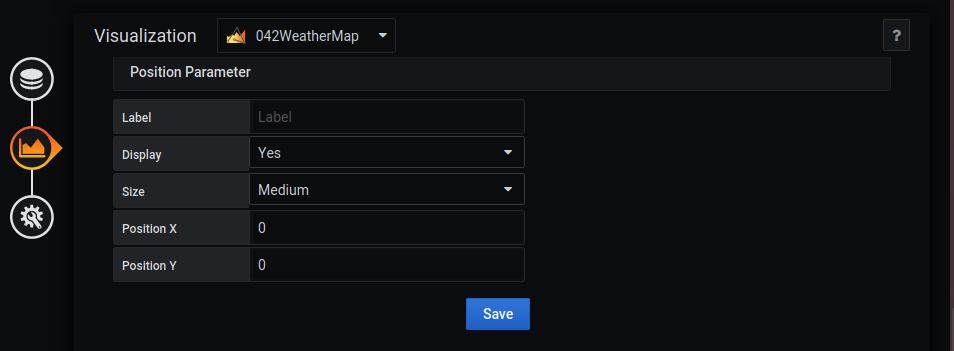 Visualization 042WeatherMap ?
Position Parameter
Label Label
Display Yes
Size Medium
Position X 0
Position Y 0
Save